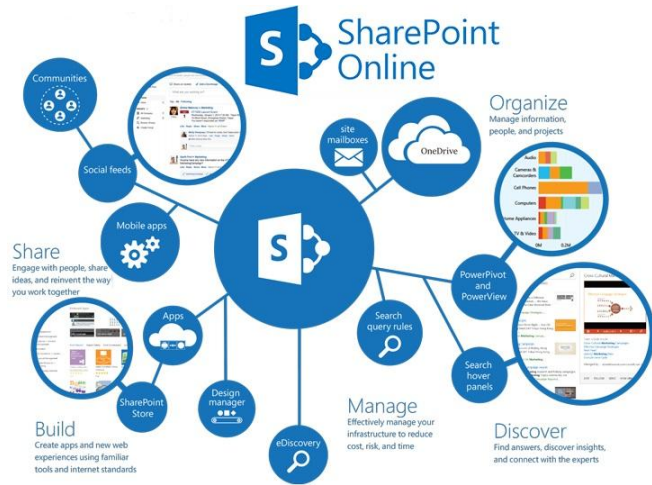 SharePoint
Online
Communities
Social feeds
Mobile apps
site
mailboxes
OneDrive
Organize
Manage information,
people, and projects
Audio
Cameras &
Camcorders
Cell Phones
Computers
Home Appliances
TV & Video
0M
0.2M
PowerPivot
and
PowerView
Share
Engage with people, share
ideas, and reinvent the way
you work together
Apps
SharePoint
Store
Design
manager
eDiscovery
Search
query rules
Search
hover
panels
Build
Create apps and new web
experiences using familiar
tools and internet standards
Manage
Effectively manage your
infrastructure to reduce
cost, risk, and time
Discover
Find answers, discover insights,
and connect with the experts